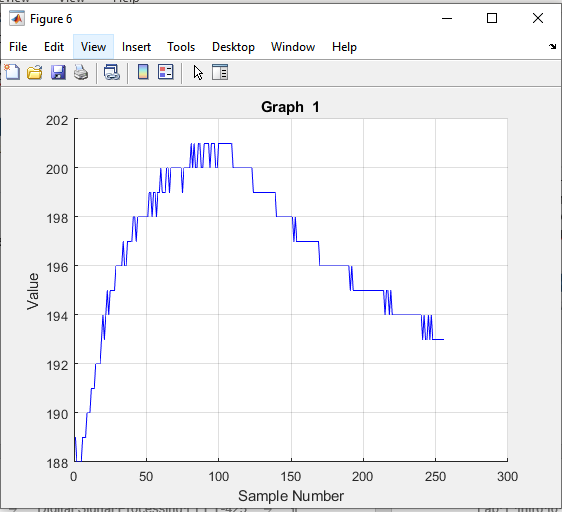 Figure 6
File Edit View Insert Tools Desktop Window Help
Graph 1
202
200
198
196
194
192
190
188
Value
0 50 100 150 200 250 300
Sample Number